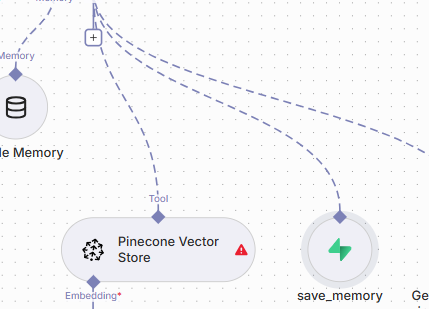 Memory
Memory
le Memory
Tool
Pinecone Vector
Store
Embedding*
save_memory
Ge